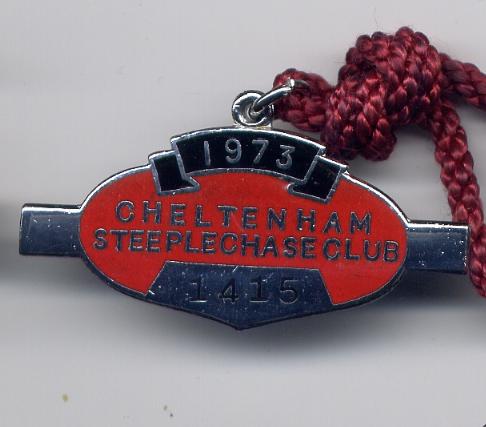 1973
CHELTENHAM
STEEPLECHASE CLUB
1415